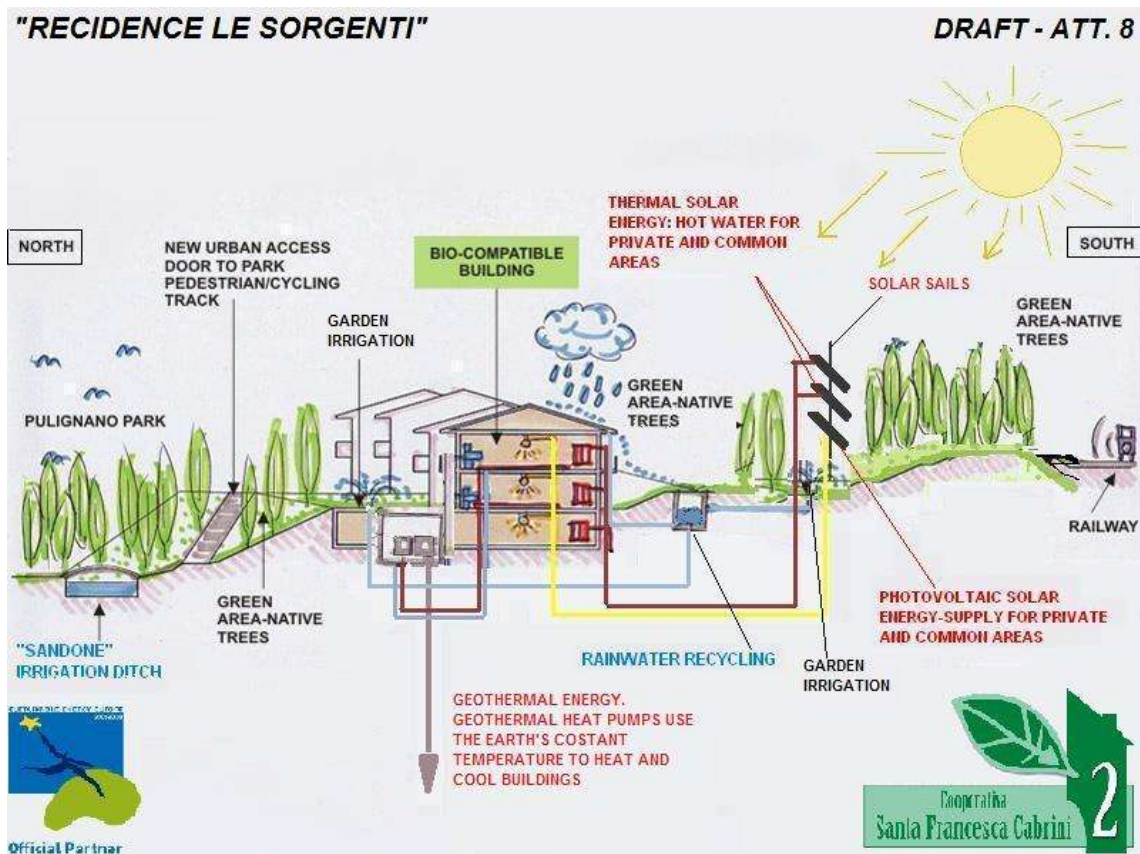 "RECIDENCE LE SORGENTI"
DRAFT - ATT. 8
NORTH
NEW URBAN ACCESS
DOOR TO PARK
PEDESTRIAN/CYCLING
TRACK
BIO-COMPATIBLE
BUILDING
THERMAL SOLAR
ENERGY: HOT WATER FOR
PRIVATE AND COMMON
AREAS
SOUTH
SOLAR SAILS
GREEN
AREA-NATIVE
TREES
GARDEN
IRRIGATION
PULIGNANO PARK
GREEN
AREA-NATIVE
TREES
RAILWAY
GREEN
AREA-NATIVE
TREES
PHOTOVOLTAIC SOLAR
ENERGY-SUPPLY FOR PRIVATE
AND COMMON AREAS
"SANDONE"
IRRIGATION DITCH
RAINWATER RECYCLING
GARDEN
IRRIGATION
GEOTHERMAL ENERGY.
GEOTHERMAL HEAT PUMPS USE
THE EARTH'S COSTANT
TEMPERATURE TO HEAT AND
COOL BUILDINGS
Official Partner
Cooperativa
Santa Francesca Cabrini
2